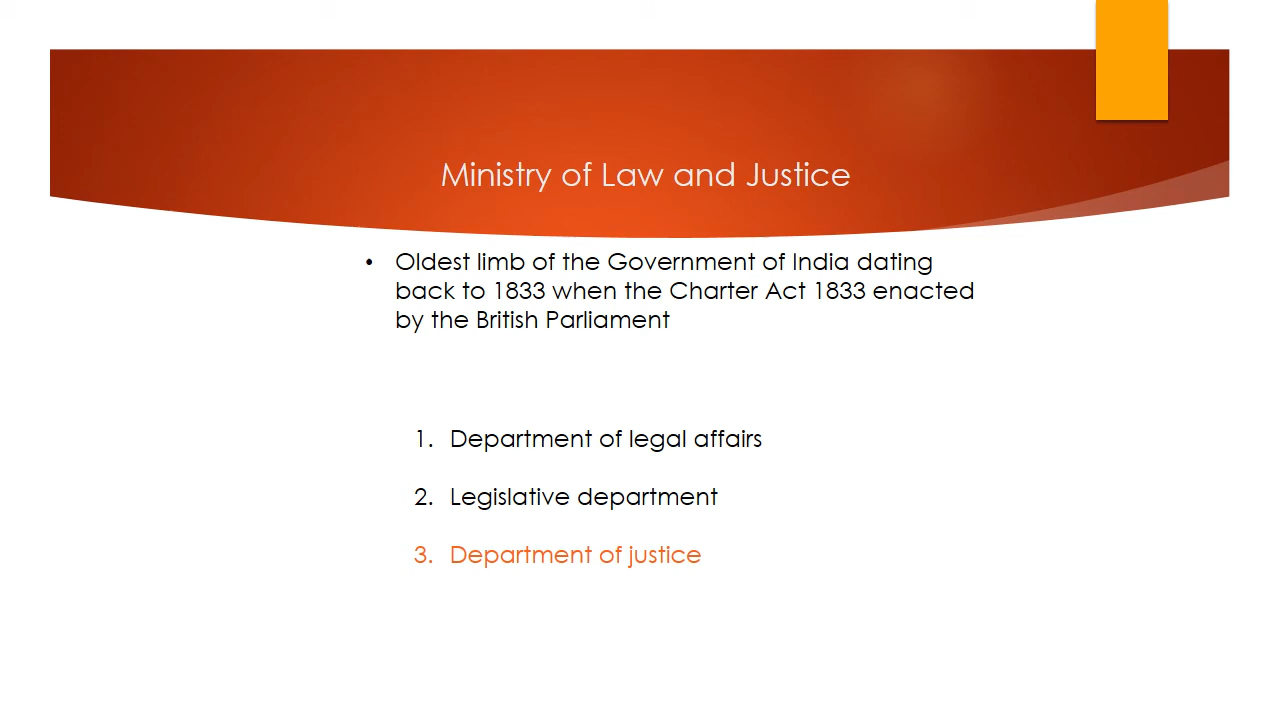 Ministry of Law and Justice
• Oldest limb of the Government of India dating
back to 1833 when the Charter Act 1833 enacted
by the British Parliament
1. Department of legal affairs
2. Legislative department
3. Department of justice